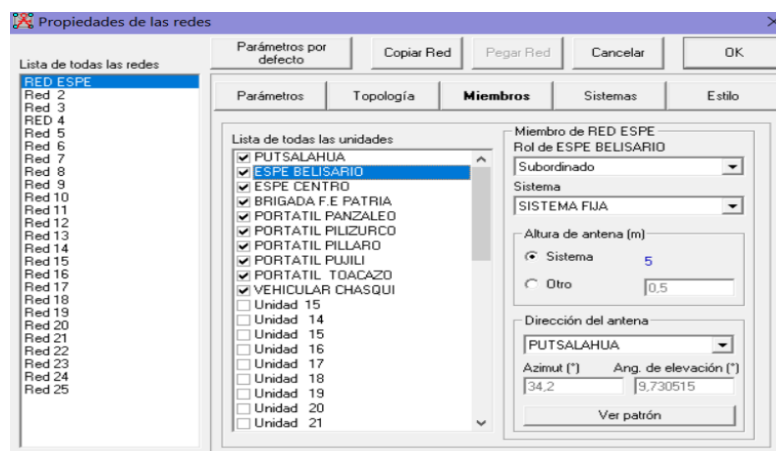 Propiedades de las redes
Parámetros por defecto
Copiar Red
Pegar Red
Cancelar
OK
Lista de todas las redes
RED ESPE
Red 2
Red 3
RED 4
Red 5
Red 6
Red 7
Red 8
Red 9
Red 10
Red 11
Red 12
Red 13
Red 14
Red 15
Red 16
Red 17
Red 18
Red 19
Red 20
Red 21
Red 22
Red 23
Red 24
Red 25
Parámetros
Topología
Miembros
Sistemas
Estilo
Lista de todas las unidades
PUTSALAHUA
ESPE BELISARIO
ESPE CENTRO
BRIGADA F.E PATRIA
PORTATIL PANZALEO
PORTATIL PILIZURCO
PORTATIL PILLARO
PORTATIL PUJILI
PORTATIL TOACAZO
VEHICULAR CHASQUI
Unidad 15
Unidad 14
Unidad 15
Unidad 16
Unidad 17
Unidad 18
Unidad 19
Unidad 20
Unidad 21
Miembro de RED ESPE
Rol de ESPE BELISARIO
Subordinado
Sistema
SISTEMA FIJA
Altura de antena (m)
Sistema 5
Otro 0,5
Dirección del antena
PUTSALAHUA
Azimut (°) Ang. de elevación (°)
34,2 9,730515
Ver patrón